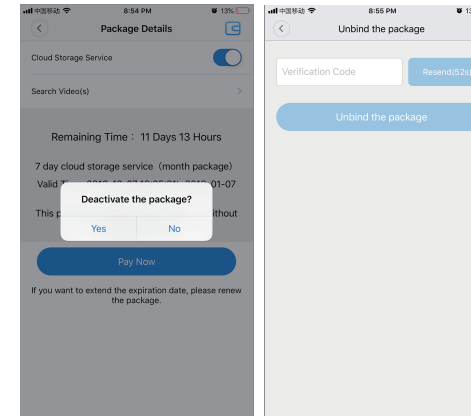 中国移动 8:54 PM 13%
Package Details
Cloud Storage Service
Search Video(s)
Remaining Time： 11 Days 13 Hours
7 day cloud storage service（month package）
Valid 01-07
Deactivate the package?
This ithout
Yes No
Pay Now
If you want to extend the expiration date, please renew
the package.
中国移动 8:55 PM
Unbind the package
Verification Code Resend(52s)
Unbind the package